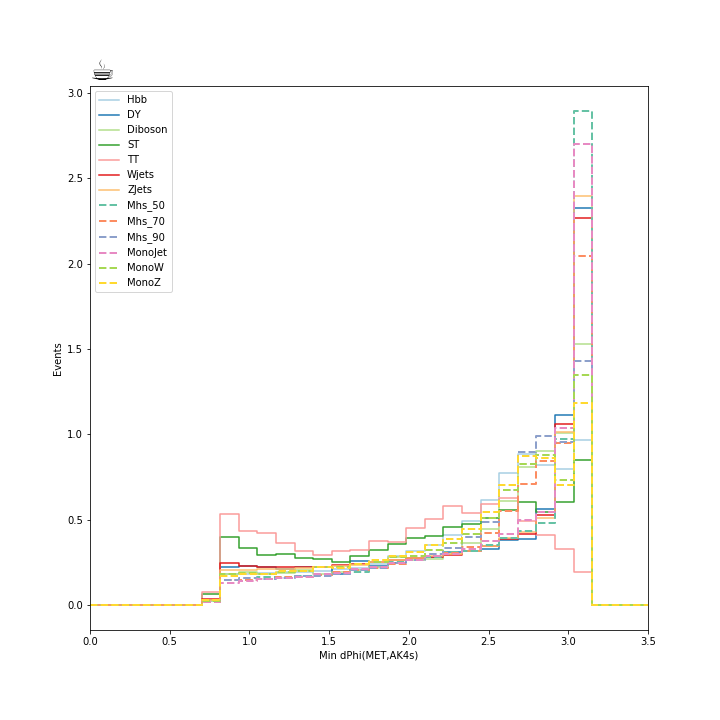 3.0
2.5
2.0
1.5
1.0
0.5
0.0
Events
Hbb
DY
Diboson
ST
TT
Wjets
ZJets
Mhs_50
Mhs_70
Mhs_90
MonoJet
MonoW
MonoZ
0.0 0.5 1.0 1.5 2.0 2.5 3.0 3.5
Min dPhi(MET,AK4s)